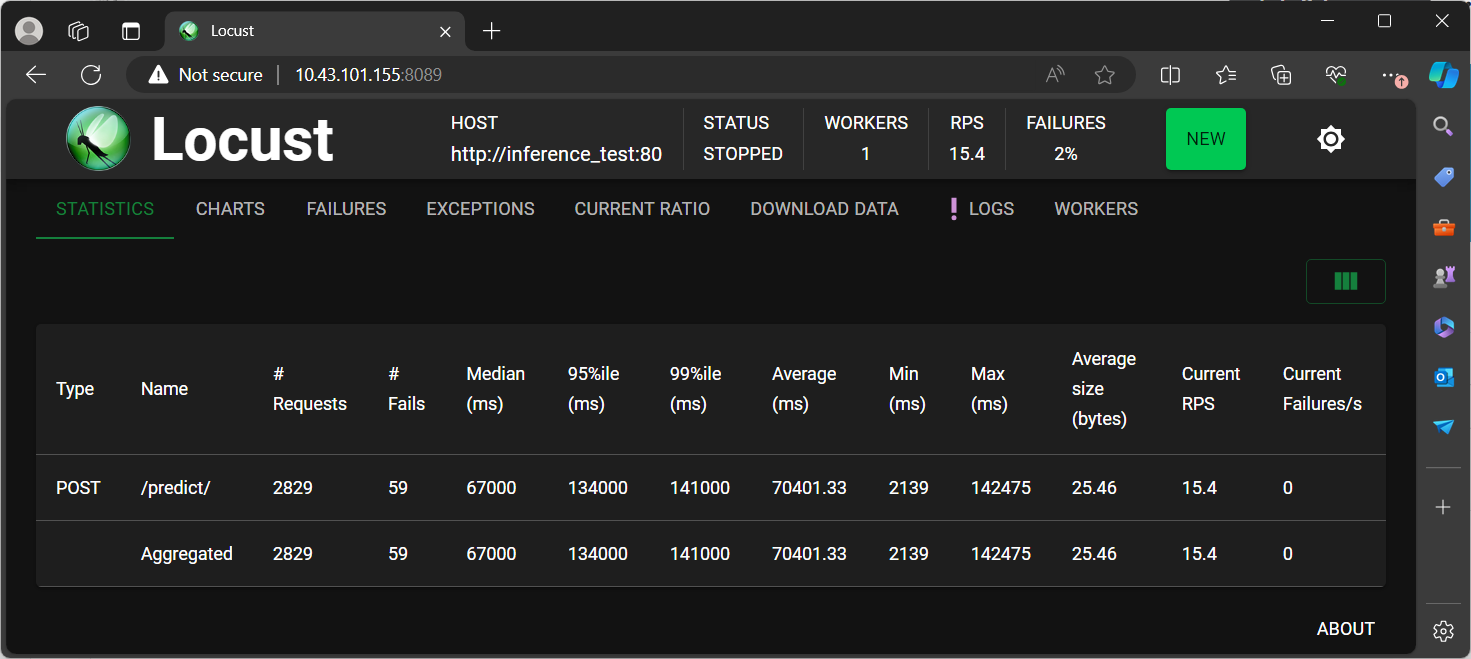 Locust
Not secure | 10.43.101.155:8089
Locust
HOST
http://inference_test:80
STATUS
STOPPED
WORKERS
1
RPS
15.4
FAILURES
2%
NEW
STATISTICS CHARTS FAILURES EXCEPTIONS CURRENT RATIO DOWNLOAD DATA ❗ LOGS WORKERS
Type Name # Requests # Fails Median (ms) 95%ile (ms) 99%ile (ms) Average (ms) Min (ms) Max (ms) Average size (bytes) Current RPS Current Failures/s
POST /predict/ 2829 59 67000 134000 141000 70401.33 2139 142475 25.46 15.4 0
Aggregated 2829 59 67000 134000 141000 70401.33 2139 142475 25.46 15.4 0
ABOUT